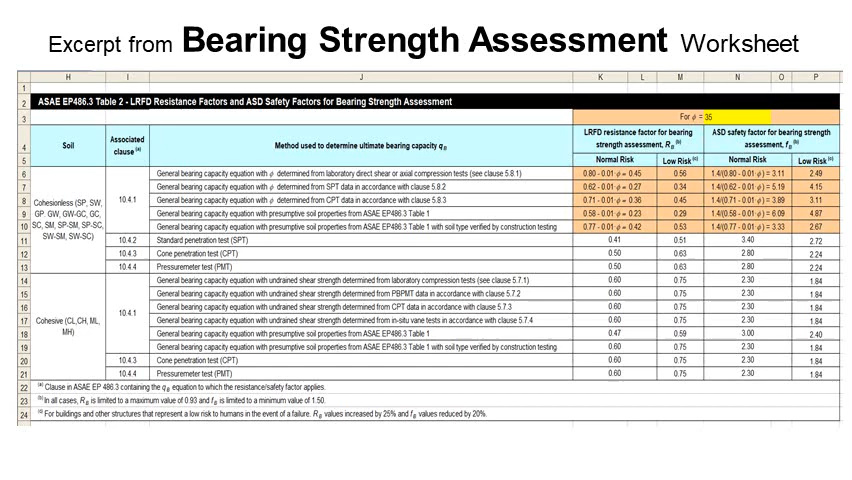 Excerpt from Bearing Strength Assessment Worksheet
H I J K L M N O P
1
2 ASAE EP486.3 Table 2 - LRFD Resistance Factors and ASD Safety Factors for Bearing Strength Assessment
3 For ϕ = 35
4 Soil Associated clause (a) Method used to determine ultimate bearing capacity q B LRFD resistance factor for bearing strength assessment, R B (b) ASD safety factor for bearing strength assessment, f B (b)
5 Normal Risk Low Risk (c) Normal Risk Low Risk (c)
Cohesionless (SP, SW, GP. GW, GW-GC, GC, SC, SM, SP-SM, SP-SC, SW-SM, SW-SC)
10.4.1
6 General bearing capacity equation with ϕ determined from laboratory direct shear or axial compression tests (see clause 5.8.1) 0.80 - 0.01·ϕ = 0.45 0.56 1.4/(0.80 - 0.01·ϕ) = 3.11 2.49
7 General bearing capacity equation with ϕ determined from SPT data in accordance with clause 5.8.2 0.62 - 0.01·ϕ = 0.27 0.34 1.4/(0.62 - 0.01·ϕ) = 5.19 4.15
8 General bearing capacity equation with ϕ determined from CPT data in accordance with clause 5.8.3 0.71 - 0.01·ϕ = 0.36 0.45 1.4/(0.71 - 0.01·ϕ) = 3.89 3.11
9 General bearing capacity equation with presumptive soil properties from ASAE EP486.3 Table 1 0.58 - 0.01·ϕ = 0.23 0.29 1.4/(0.58 - 0.01·ϕ) = 6.09 4.87
10 General bearing capacity equation with presumptive soil properties from ASAE EP486.3 Table 1 with soil type verified by construction testing 0.77 - 0.01·ϕ = 0.42 0.53 1.4/(0.77 - 0.01·ϕ) = 3.33 2.67
11 10.4.2 Standard penetration test (SPT) 0.41 0.51 3.40 2.72
12 10.4.3 Cone penetration test (CPT) 0.50 0.63 2.80 2.24
13 10.4.4 Pressuremeter test (PMT) 0.50 0.63 2.80 2.24
Cohesive (CL,CH, ML, MH)
10.4.1
14 General bearing capacity equation with undrained shear strength determined from laboratory compression tests (see clause 5.7.1) 0.60 0.75 2.30 1.84
15 General bearing capacity equation with undrained shear strength determined from PBPMT data in accordance with clause 5.7.2 0.60 0.75 2.30 1.84
16 General bearing capacity equation with undrained shear strength determined from CPT data in accordance with clause 5.7.3 0.60 0.75 2.30 1.84
17 General bearing capacity equation with undrained shear strength determined from in-situ vane tests in accordance with clause 5.7.4 0.60 0.75 2.30 1.84
18 General bearing capacity equation with presumptive soil properties from ASAE EP486.3 Table 1 0.47 0.59 3.00 2.40
19 General bearing capacity equation with presumptive soil properties from ASAE EP486.3 Table 1 with soil type verified by construction testing 0.60 0.75 2.30 1.84
20 10.4.3 Cone penetration test (CPT) 0.60 0.75 2.30 1.84
21 10.4.4 Pressuremeter test (PMT) 0.60 0.75 2.30 1.84
22 (a) Clause in ASAE EP 486.3 containing the q B equation to which the resistance/safety factor applies.
23 (b) In all cases, R B is limited to a maximum value of 0.93 and f B is limited to a minimum value of 1.50.
24 (c) For buildings and other structures that represent a low risk to humans in the event of a failure. R B values increased by 25% and f B values reduced by 20%.